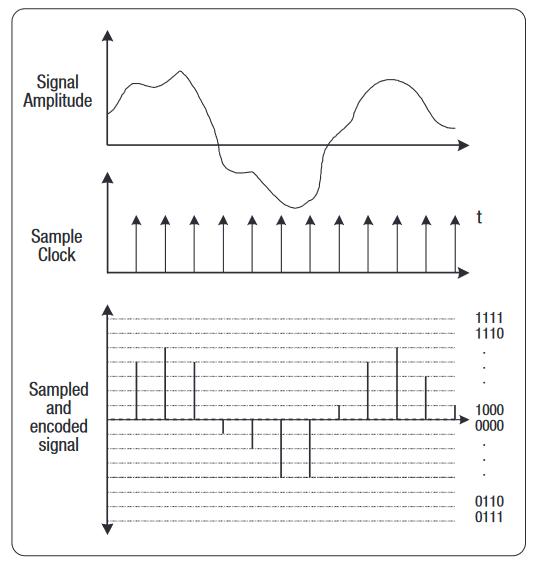 Signal
Amplitude
t
Sample
Clock
1111
1110
.
.
.
Sampled
and
encoded
signal
1000
0000
.
.
.
0110
0111